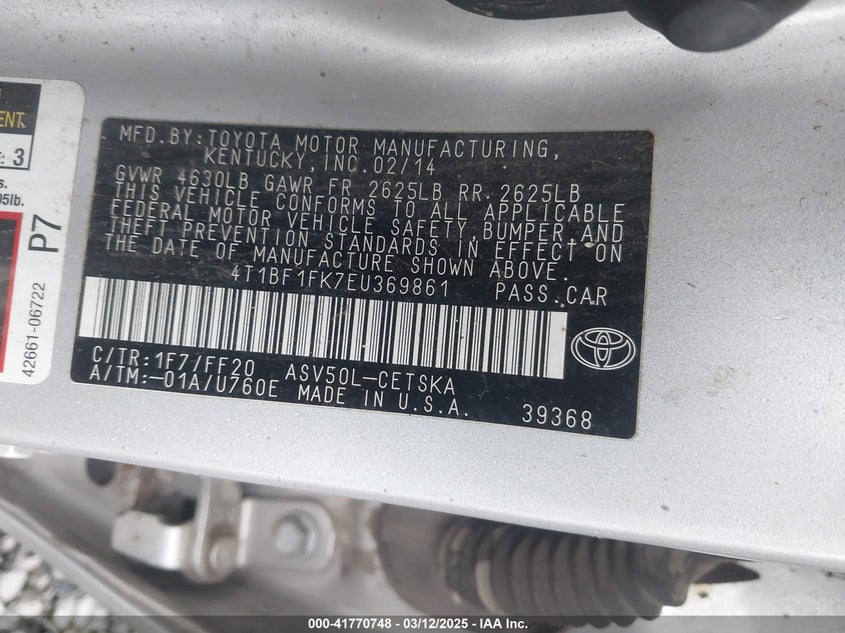 MFD.BY:TOYOTA MOTOR MANUFACTURING,
KENTUCKY,INC.02/14
GVWR 4630LB GAWR FR 2625LB RR.2625LB
THIS VEHICLE CONFORMS TO ALL APPLICABLE
FEDERAL MOTOR VEHICLE SAFETY,BUMPER,AND
THEFT PREVENTION STANDARDS IN EFFECT ON
THE DATE OF MANUFACTURE SHOWN ABOVE.
4T1BF1FK7EU369861 PASS.CAR
C/TR:1F7/FF20 ASV50L-CETSKA
A/TM:-01A/U760E MADE IN U.S.A.
39368
3
P7
42661-06722
000-41770748 - 03/12/2025 - IAA Inc.